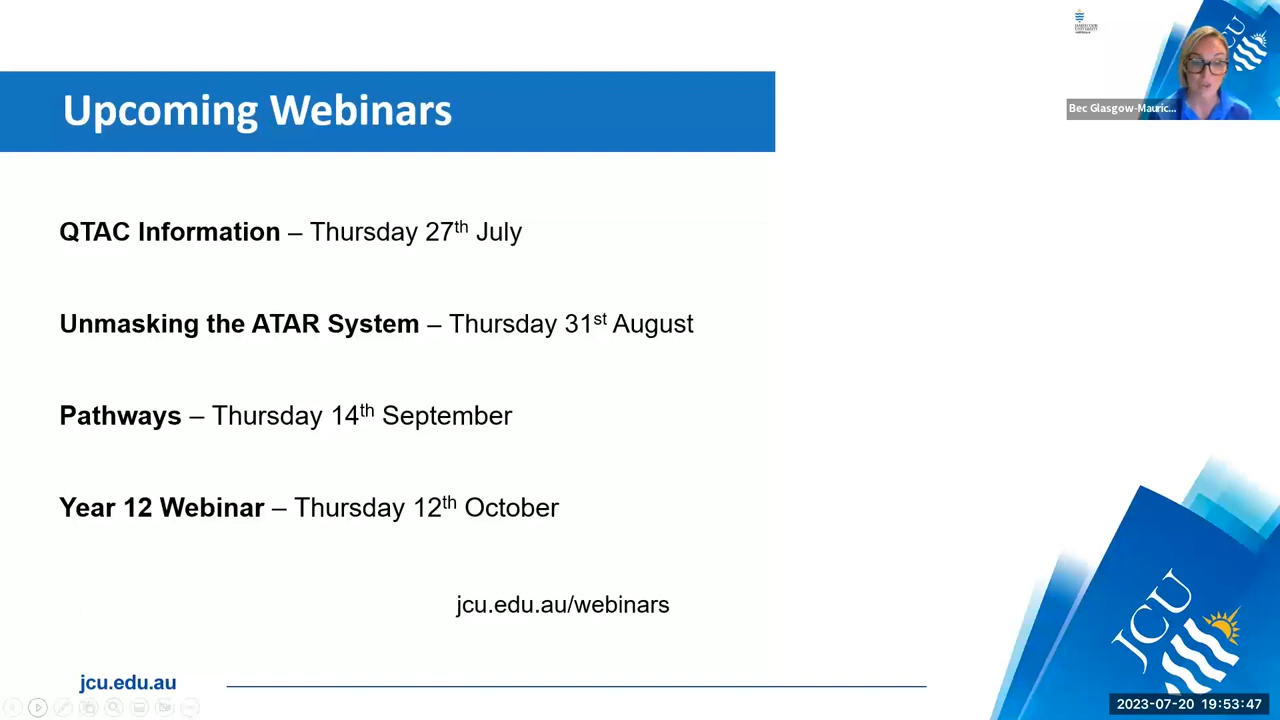 Upcoming Webinars
Bec Glasgow-Mauric...
QTAC Information – Thursday 27th July
Unmasking the ATAR System – Thursday 31st August
Pathways – Thursday 14th September
Year 12 Webinar – Thursday 12th October
jcu.edu.au/webinars
jcu.edu.au
JCU
2023-07-20 19:53:47